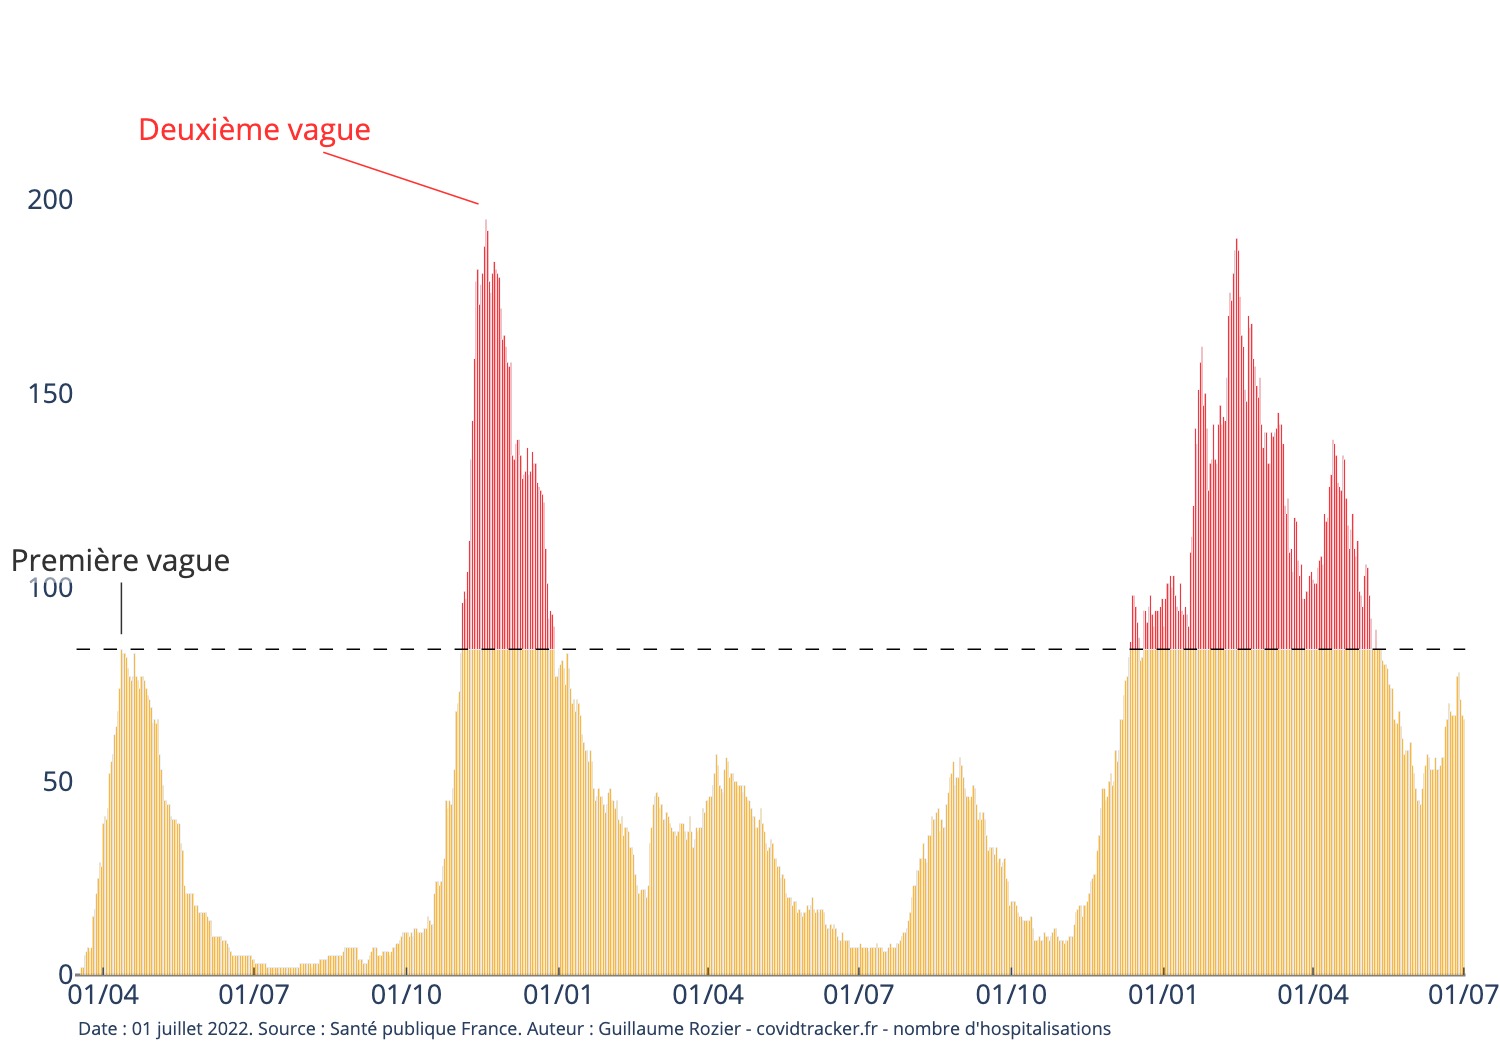 Deuxième vague
200
150
Première vague
100
50
0
01/04 01/07 01/10 01/01 01/04 01/07 01/10 01/01 01/04 01/07
Date : 01 juillet 2022. Source : Santé publique France. Auteur : Guillaume Rozier - covidtracker.fr - nombre d'hospitalisations